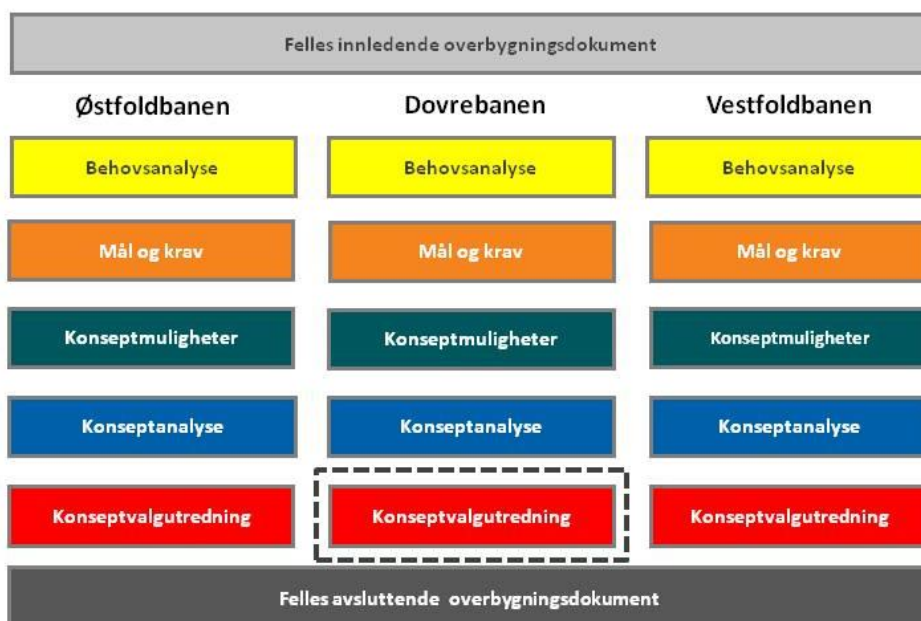 Felles innledende overbygningsdokument
Østfoldbanen Dovrebanen Vestfoldbanen
Behovsanalyse Behovsanalyse Behovsanalyse
Mål og krav Mål og krav Mål og krav
Konseptmuligheter Konseptmuligheter Konseptmuligheter
Konseptanalyse Konseptanalyse Konseptanalyse
Konseptvalgutredning Konseptvalgutredning Konseptvalgutredning
Felles avsluttende overbygningsdokument